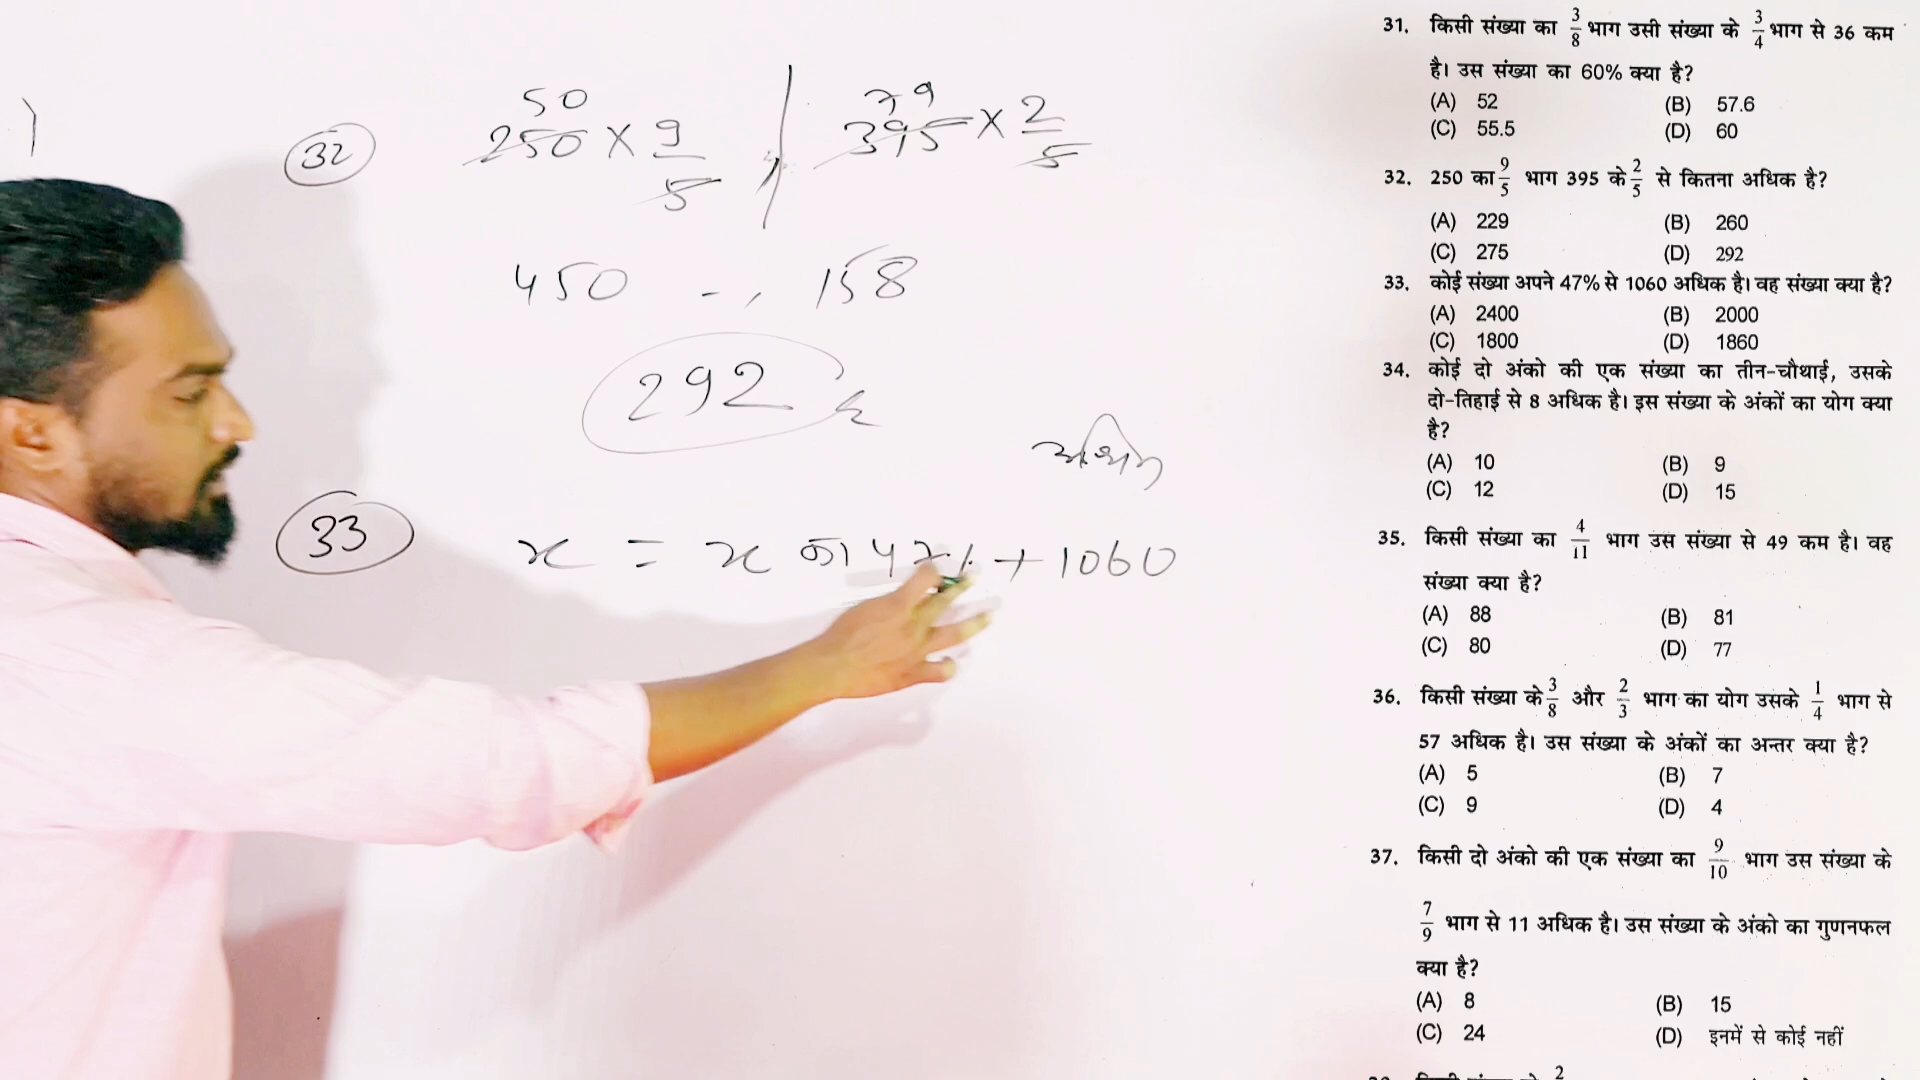 32
50
250 × 9/5 , 79
395 × 2/5
450 - , 158
292
अधिक
33
x = x का 47% + 1060
31. किसी संख्या का 3/8 भाग उसी संख्या के 3/4 भाग से 36 कम
है। उस संख्या का 60% क्या है?
(A) 52 (B) 57.6
(C) 55.5 (D) 60
32. 250 का 9/5 भाग 395 के 2/5 से कितना अधिक है?
(A) 229 (B) 260
(C) 275 (D) 292
33. कोई संख्या अपने 47% से 1060 अधिक है। वह संख्या क्या है?
(A) 2400 (B) 2000
(C) 1800 (D) 1860
34. कोई दो अंको की एक संख्या का तीन-चौथाई, उसके
दो-तिहाई से 8 अधिक है। इस संख्या के अंकों का योग क्या
है?
(A) 10 (B) 9
(C) 12 (D) 15
35. किसी संख्या का 4/11 भाग उस संख्या से 49 कम है। वह
संख्या क्या है?
(A) 88 (B) 81
(C) 80 (D) 77
36. किसी संख्या के 3/8 और 2/3 भाग का योग उसके 1/4 भाग से
57 अधिक है। उस संख्या के अंकों का अन्तर क्या है?
(A) 5 (B) 7
(C) 9 (D) 4
37. किसी दो अंको की एक संख्या का 9/10 भाग उस संख्या के
7/9 भाग से 11 अधिक है। उस संख्या के अंको का गुणनफल
क्या है?
(A) 8 (B) 15
(C) 24 (D) इनमें से कोई नहीं